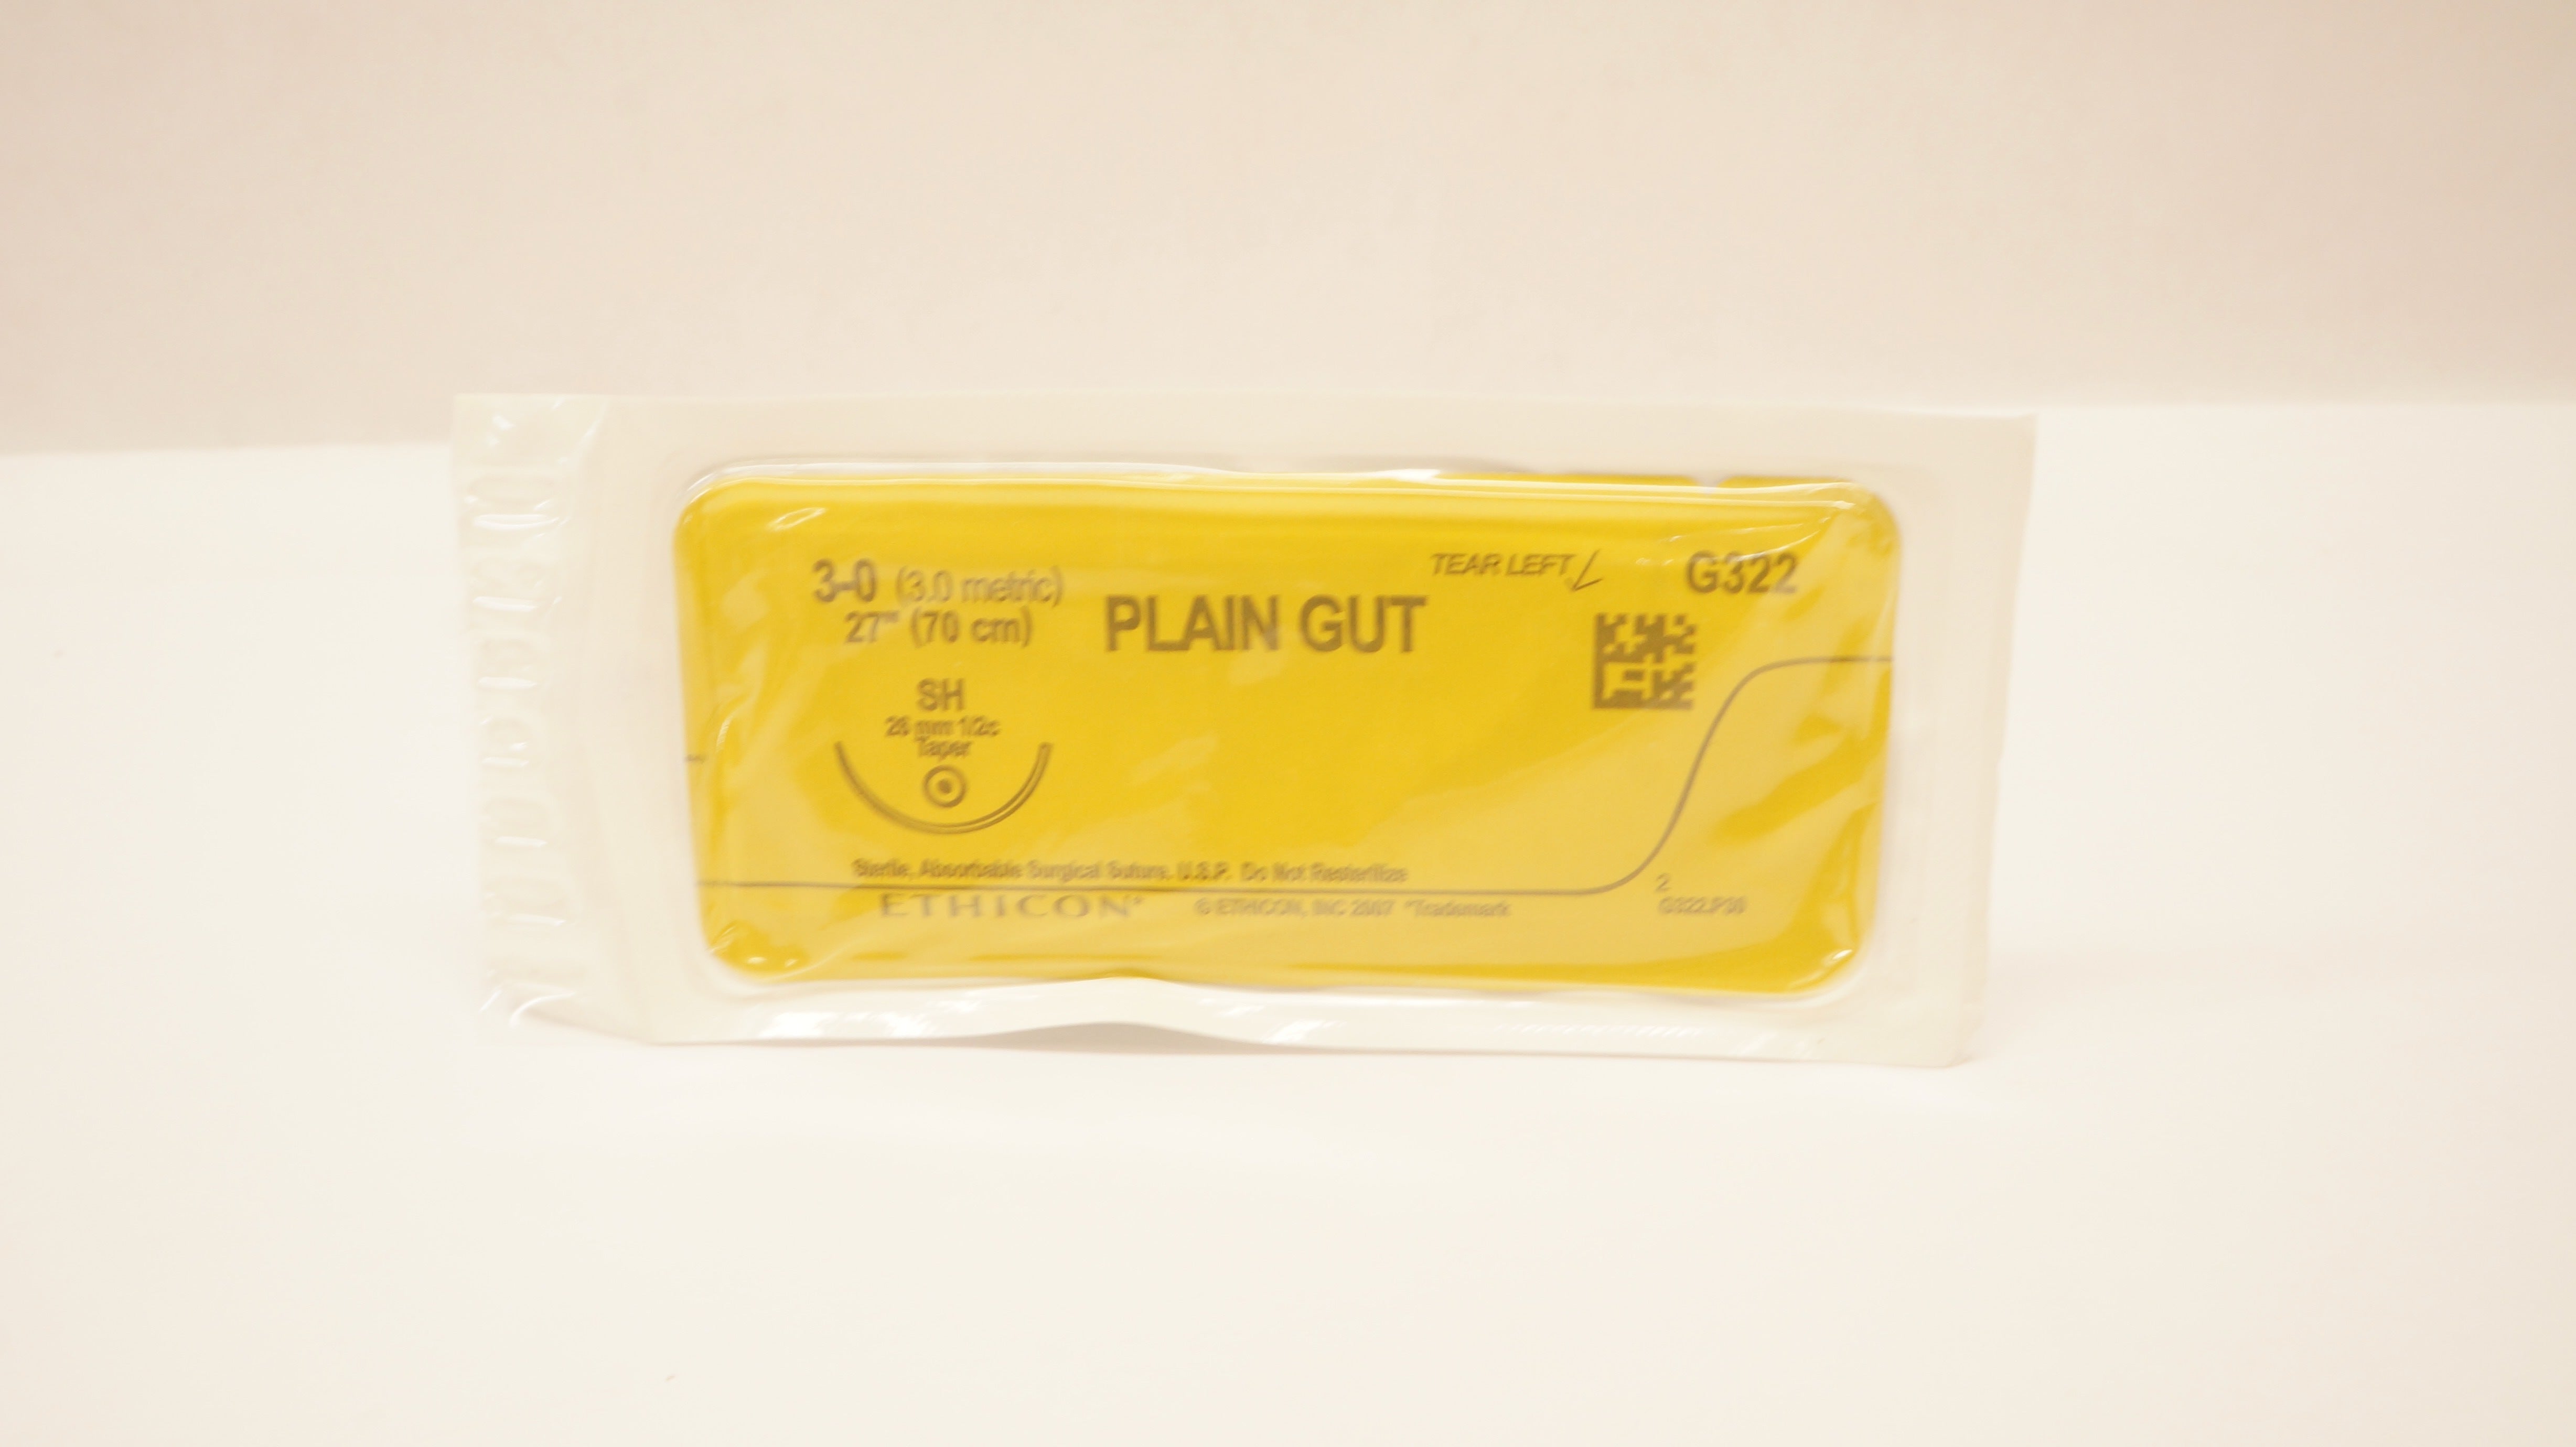 3-0 (3.0 metric)
27" (70 cm)
PLAIN GUT
TEAR LEFT
G322
SH
26 mm 1/2c
Taper
Sterile, Absorbable Surgical Suture, U.S.P. Do Not Resterilize
ETHICON*
© ETHICON, INC 2007 *Trademark
2
G322.P30